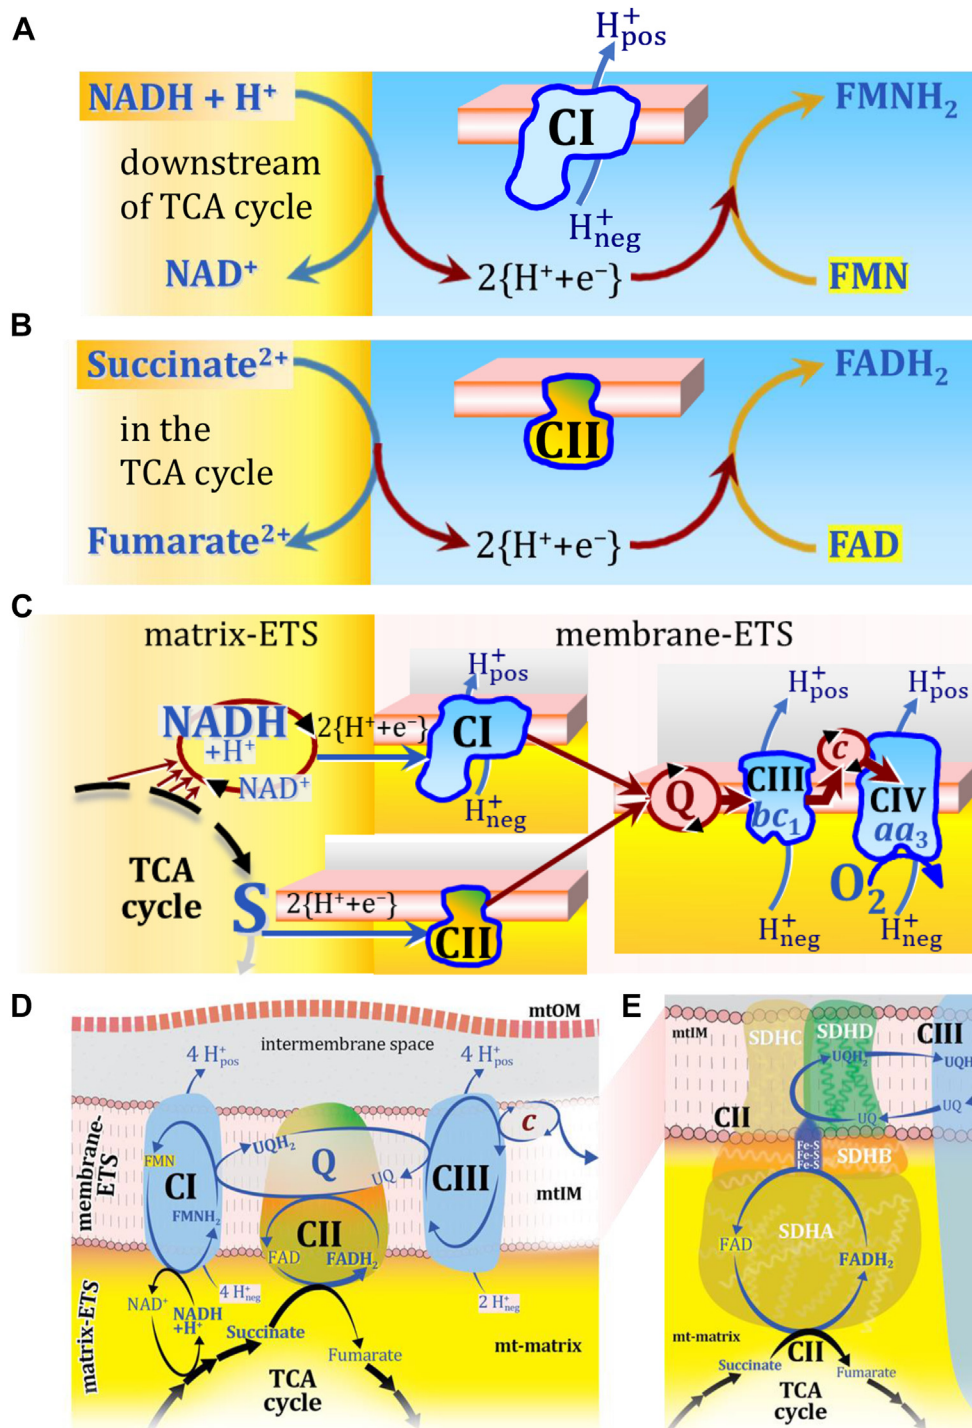 A
H⁺pos
NADH + H⁺
CI
FMNH₂
downstream
of TCA cycle
H⁺neg
NAD⁺
2{H⁺+e⁻}
FMN
B
Succinate²⁺
FADH₂
in the
TCA cycle
CII
Fumarate²⁺
2{H⁺+e⁻}
FAD
C
matrix-ETS
membrane-ETS
H⁺pos
H⁺pos
H⁺pos
NADH
+H⁺
2{H⁺+e⁻}
CI
c
NAD⁺
Q
CIII
bc₁
CIV
aa₃
H⁺neg
TCA
cycle
S
2{H⁺+e⁻}
CII
O₂
H⁺neg
H⁺neg
D
mtOM
intermembrane space
4 H⁺pos
4 H⁺pos
membrane-
ETS
c
FMN
UQH₂
Q
UQ
CI
CIII
mtIM
FMNH₂
CII
FAD
FADH₂
4 H⁺neg
2 H⁺neg
matrix-ETS
NAD⁺
NADH
+H⁺
Succinate
Fumarate
mt-matrix
TCA
cycle
E
mtIM
SDHC
SDHD
CIII
UQH₂
UQH
CII
UQ
UQ
Fe-S
Fe-S
Fe-S
SDHB
SDHA
FAD
FADH₂
mt-matrix
Succinate
CII
Fumarate
TCA
cycle